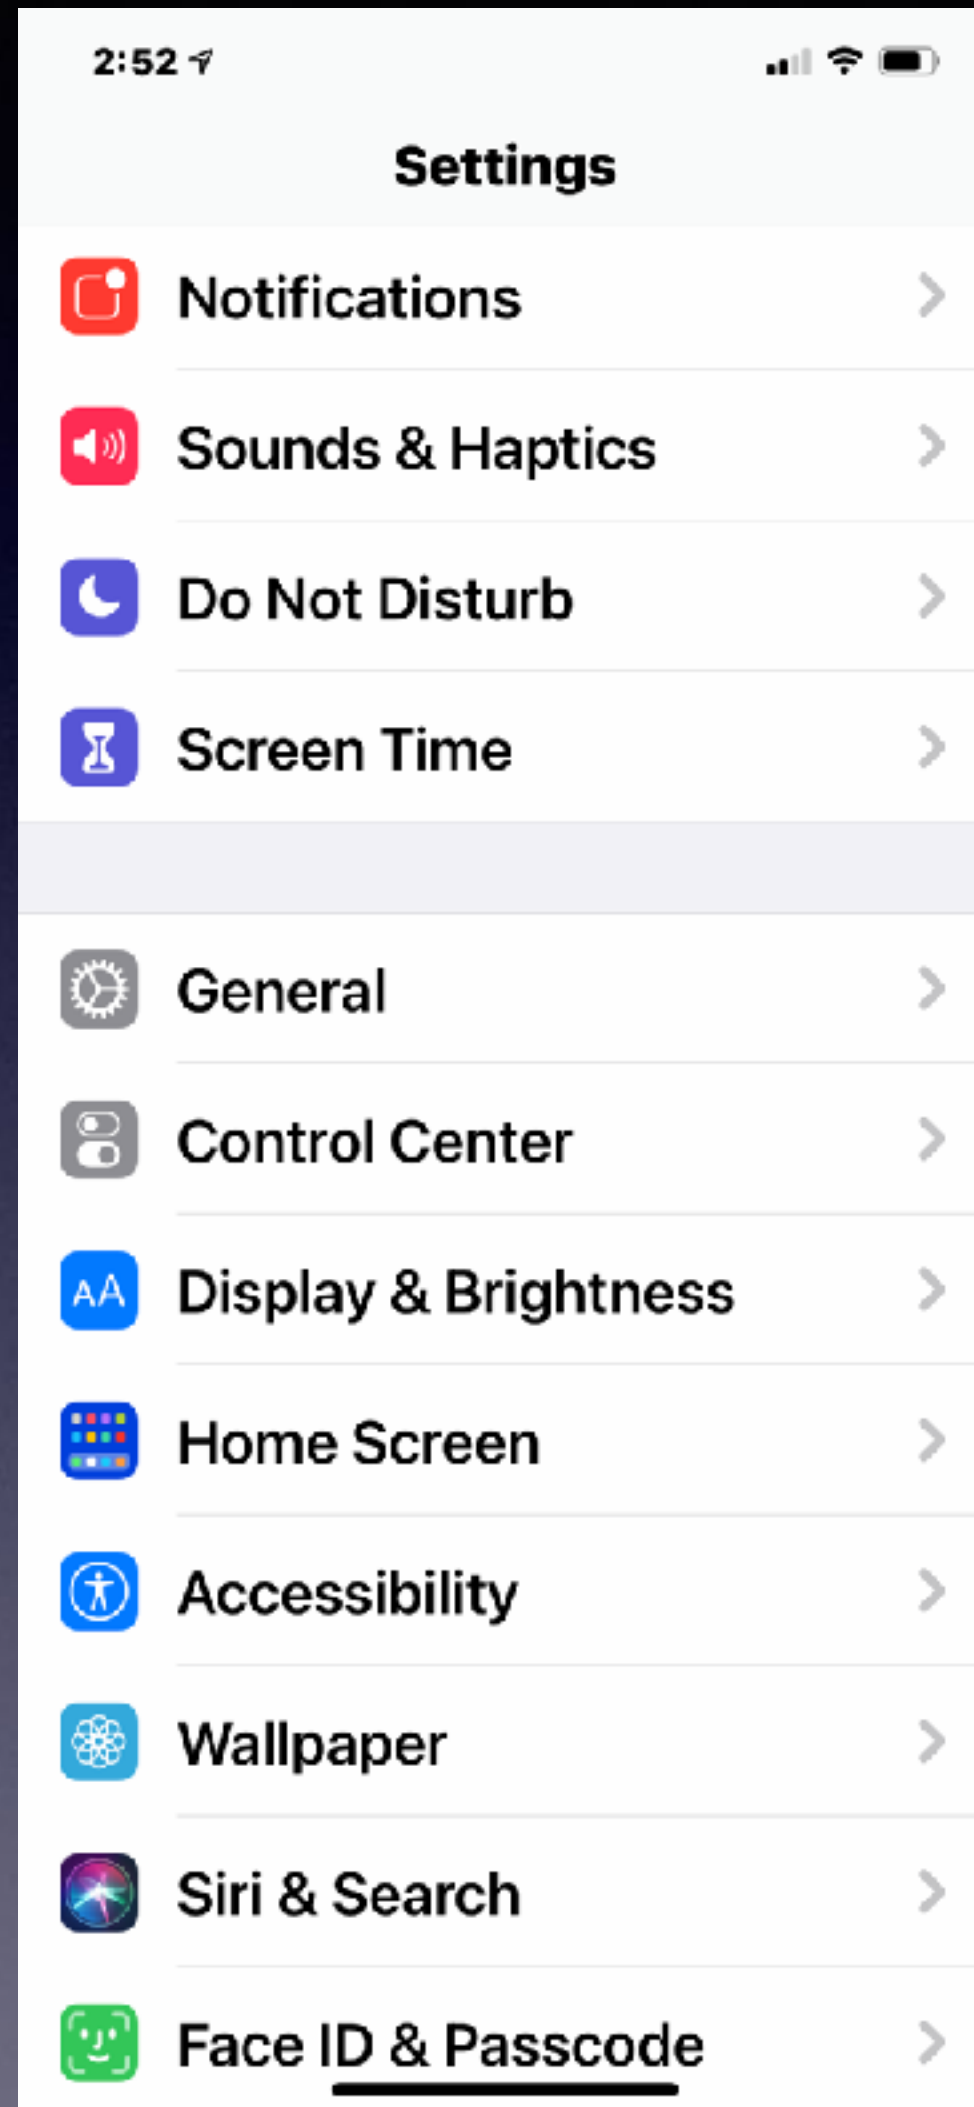 2:52
Settings
Notifications
Sounds & Haptics
Do Not Disturb
Screen Time
General
Control Center
AA Display & Brightness
Home Screen
Accessibility
Wallpaper
Siri & Search
Face ID & Passcode